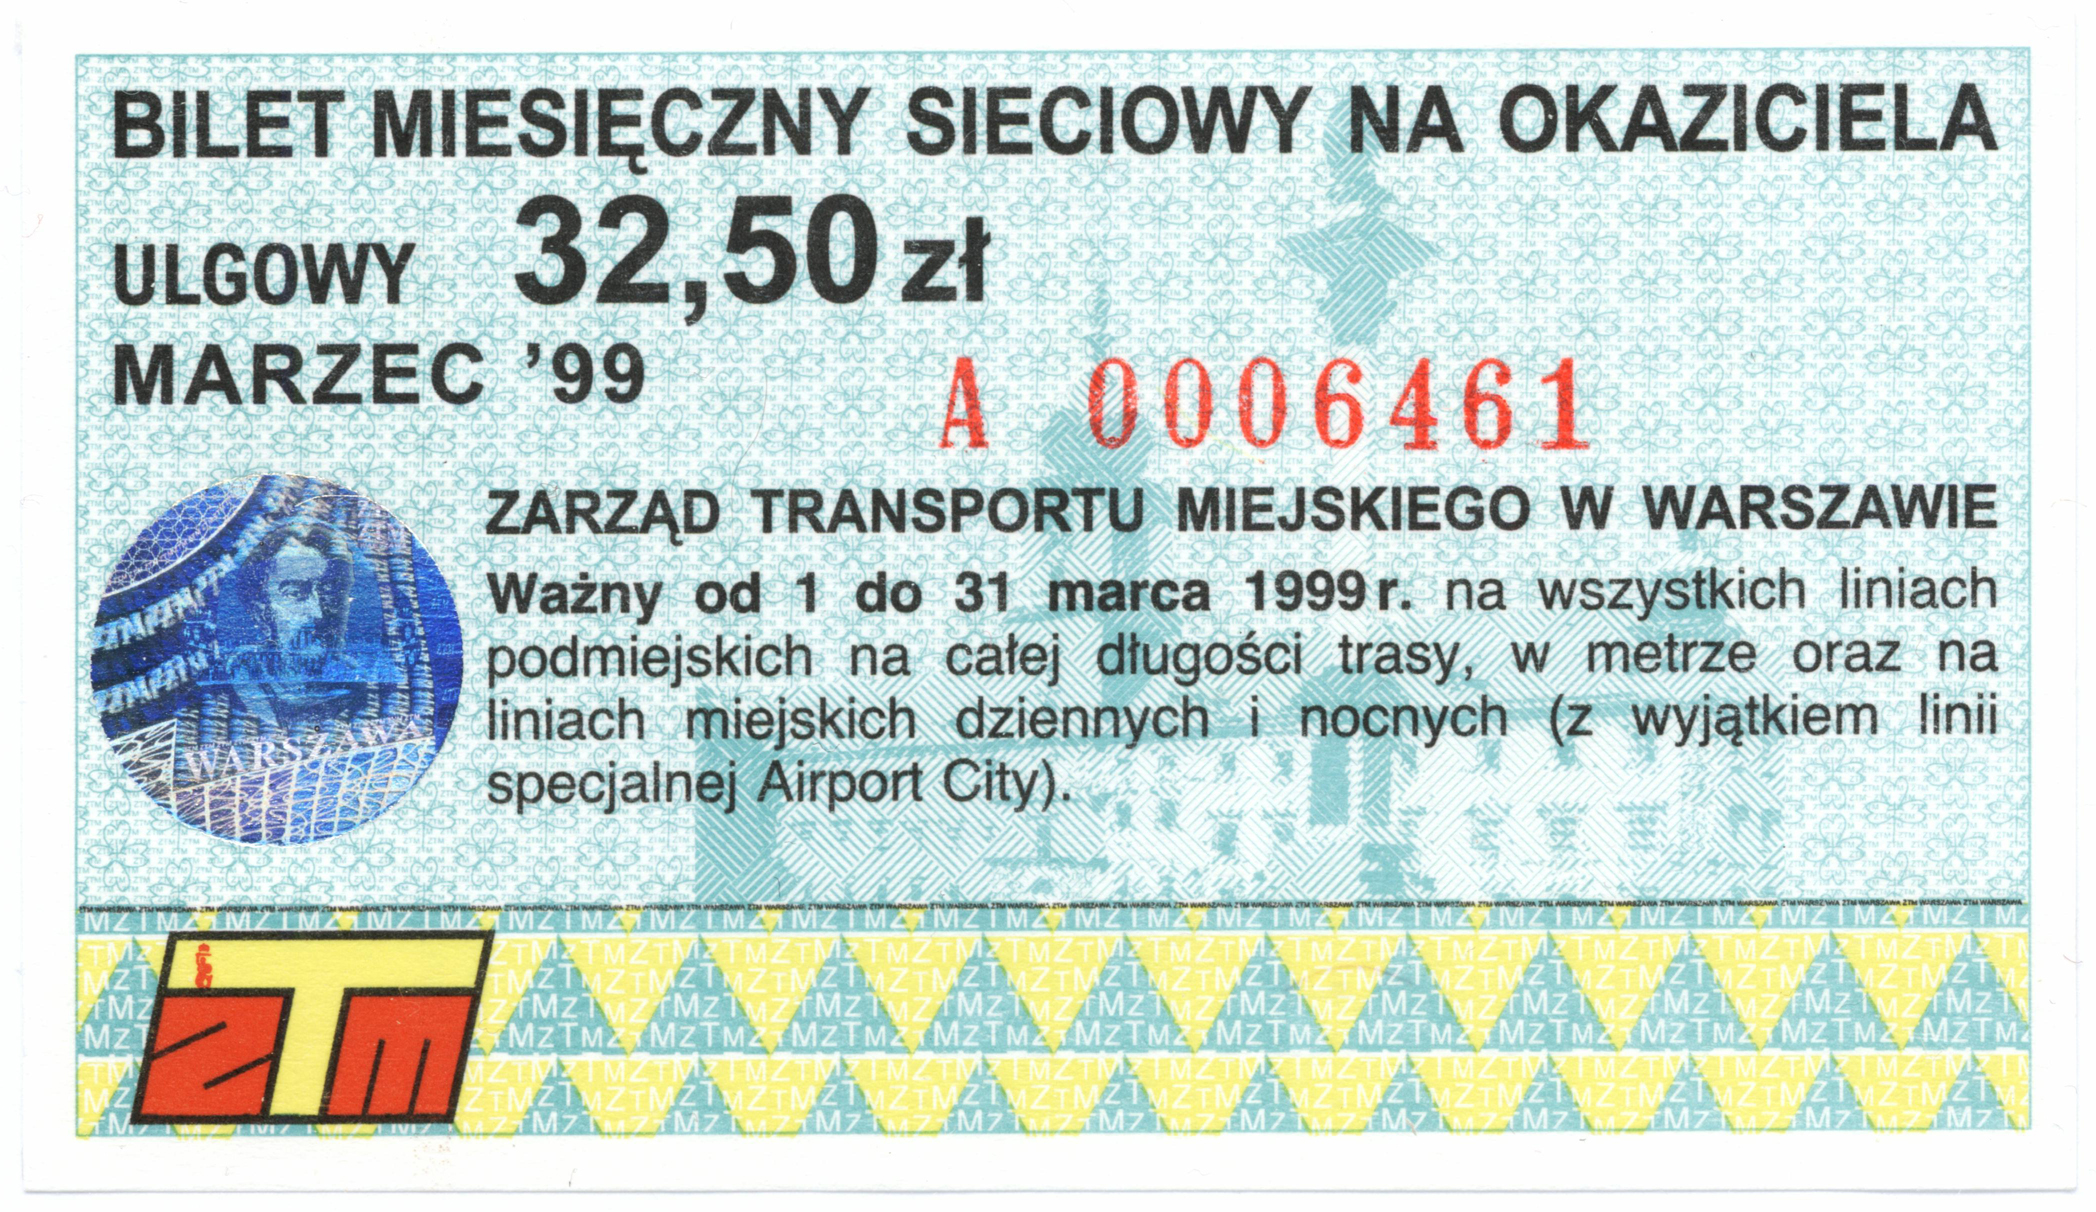 BILET MIESIĘCZNY SIECIOWY NA OKAZICIELA
ULGOWY 32,50 zł
MARZEC '99
A 0006461
ZARZĄD TRANSPORTU MIEJSKIEGO W WARSZAWIE
Ważny od 1 do 31 marca 1999 r. na wszystkich liniach
podmiejskich na całej długości trasy, w metrze oraz na
liniach miejskich dziennych i nocnych (z wyjątkiem linii
specjalnej Airport City).
WARSZAWA
ZTM